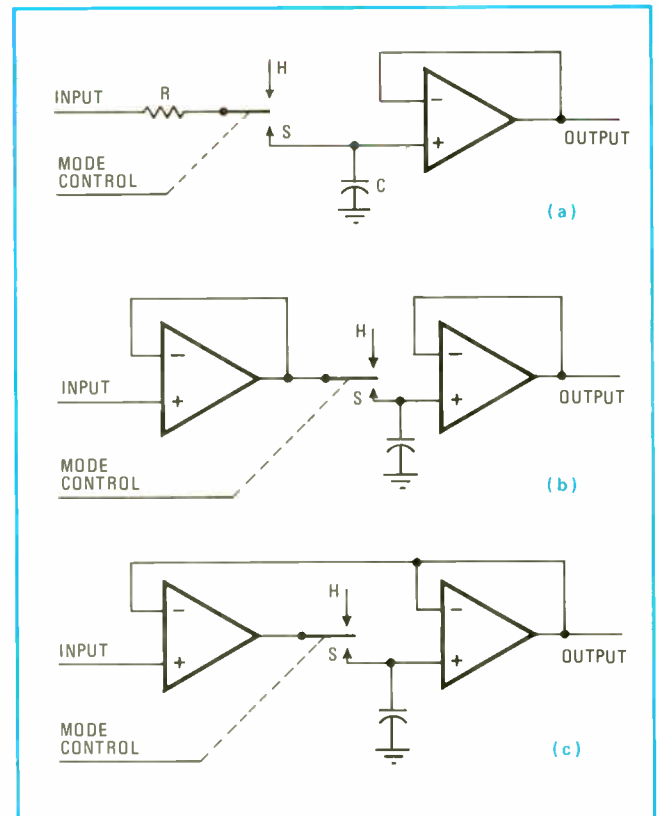 H
R
INPUT
S
−
+
OUTPUT
MODE
CONTROL
C
(a)
H
−
INPUT
+
S
−
+
OUTPUT
MODE
CONTROL
(b)
H
−
INPUT
+
S
−
+
OUTPUT
MODE
CONTROL
(c)